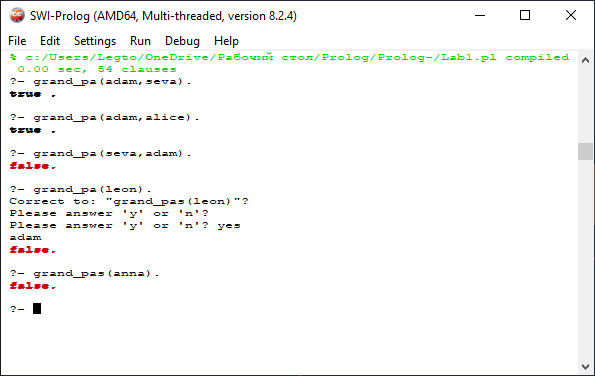 SWI-Prolog (AMD64, Multi-threaded, version 8.2.4)
File Edit Settings Run Debug Help
% c:/Users/Legto/OneDrive/Рабочий стол/Prolog/Prolog-/Lab1.pl compiled
0.00 sec, 54 clauses
?- grand_pa(adam,seva).
true .
?- grand_pa(adam,alice).
true .
?- grand_pa(seva,adam).
false.
?- grand_pa(leon).
Correct to: "grand_pas(leon)"?
Please answer 'y' or 'n'?
Please answer 'y' or 'n'? yes
adam
false.
?- grand_pas(anna).
false.
?-